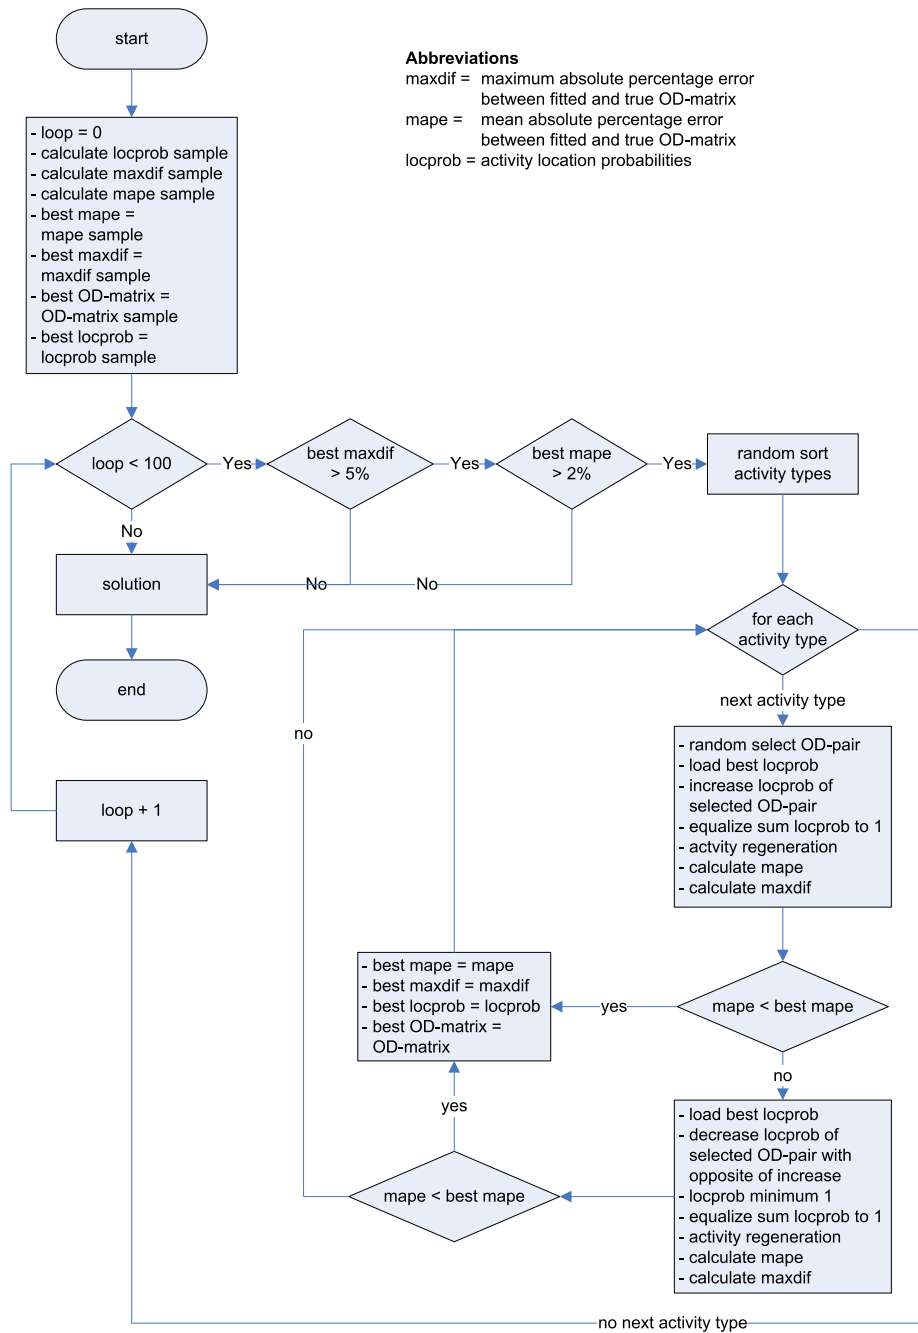 start
Abbreviations
maxdif = maximum absolute percentage error
between fitted and true OD-matrix
mape = mean absolute percentage error
between fitted and true OD-matrix
locprob = activity location probabilities
- loop = 0
- calculate locprob sample
- calculate maxdif sample
- calculate mape sample
- best mape =
mape sample
- best maxdif =
maxdif sample
- best OD-matrix =
OD-matrix sample
- best locprob =
locprob sample
loop < 100
Yes
best maxdif
> 5%
Yes
best mape
> 2%
Yes
random sort
activity types
No
solution
No
No
for each
activity type
end
next activity type
no
- random select OD-pair
- load best locprob
- increase locprob of
selected OD-pair
- equalize sum locprob to 1
- actvity regeneration
- calculate mape
- calculate maxdif
loop + 1
- best mape = mape
- best maxdif = maxdif
- best locprob = locprob
- best OD-matrix =
OD-matrix
yes
mape < best mape
no
yes
- load best locprob
- decrease locprob of
selected OD-pair with
opposite of increase
- locprob minimum 1
- equalize sum locprob to 1
- activity regeneration
- calculate mape
- calculate maxdif
mape < best mape
no next activity type